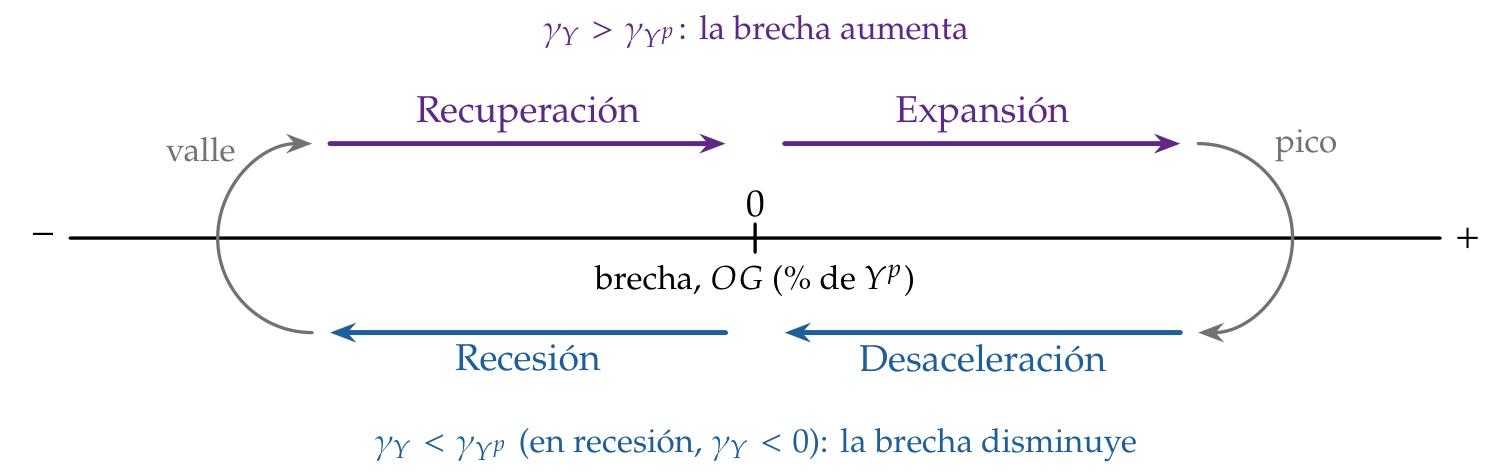 γ_Y > γ_{Y^p}: la brecha aumenta
Recuperación Expansión
valle pico
0
− +
brecha, OG (% de Y^p)
Recesión Desaceleración
γ_Y < γ_{Y^p} (en recesión, γ_Y < 0): la brecha disminuye